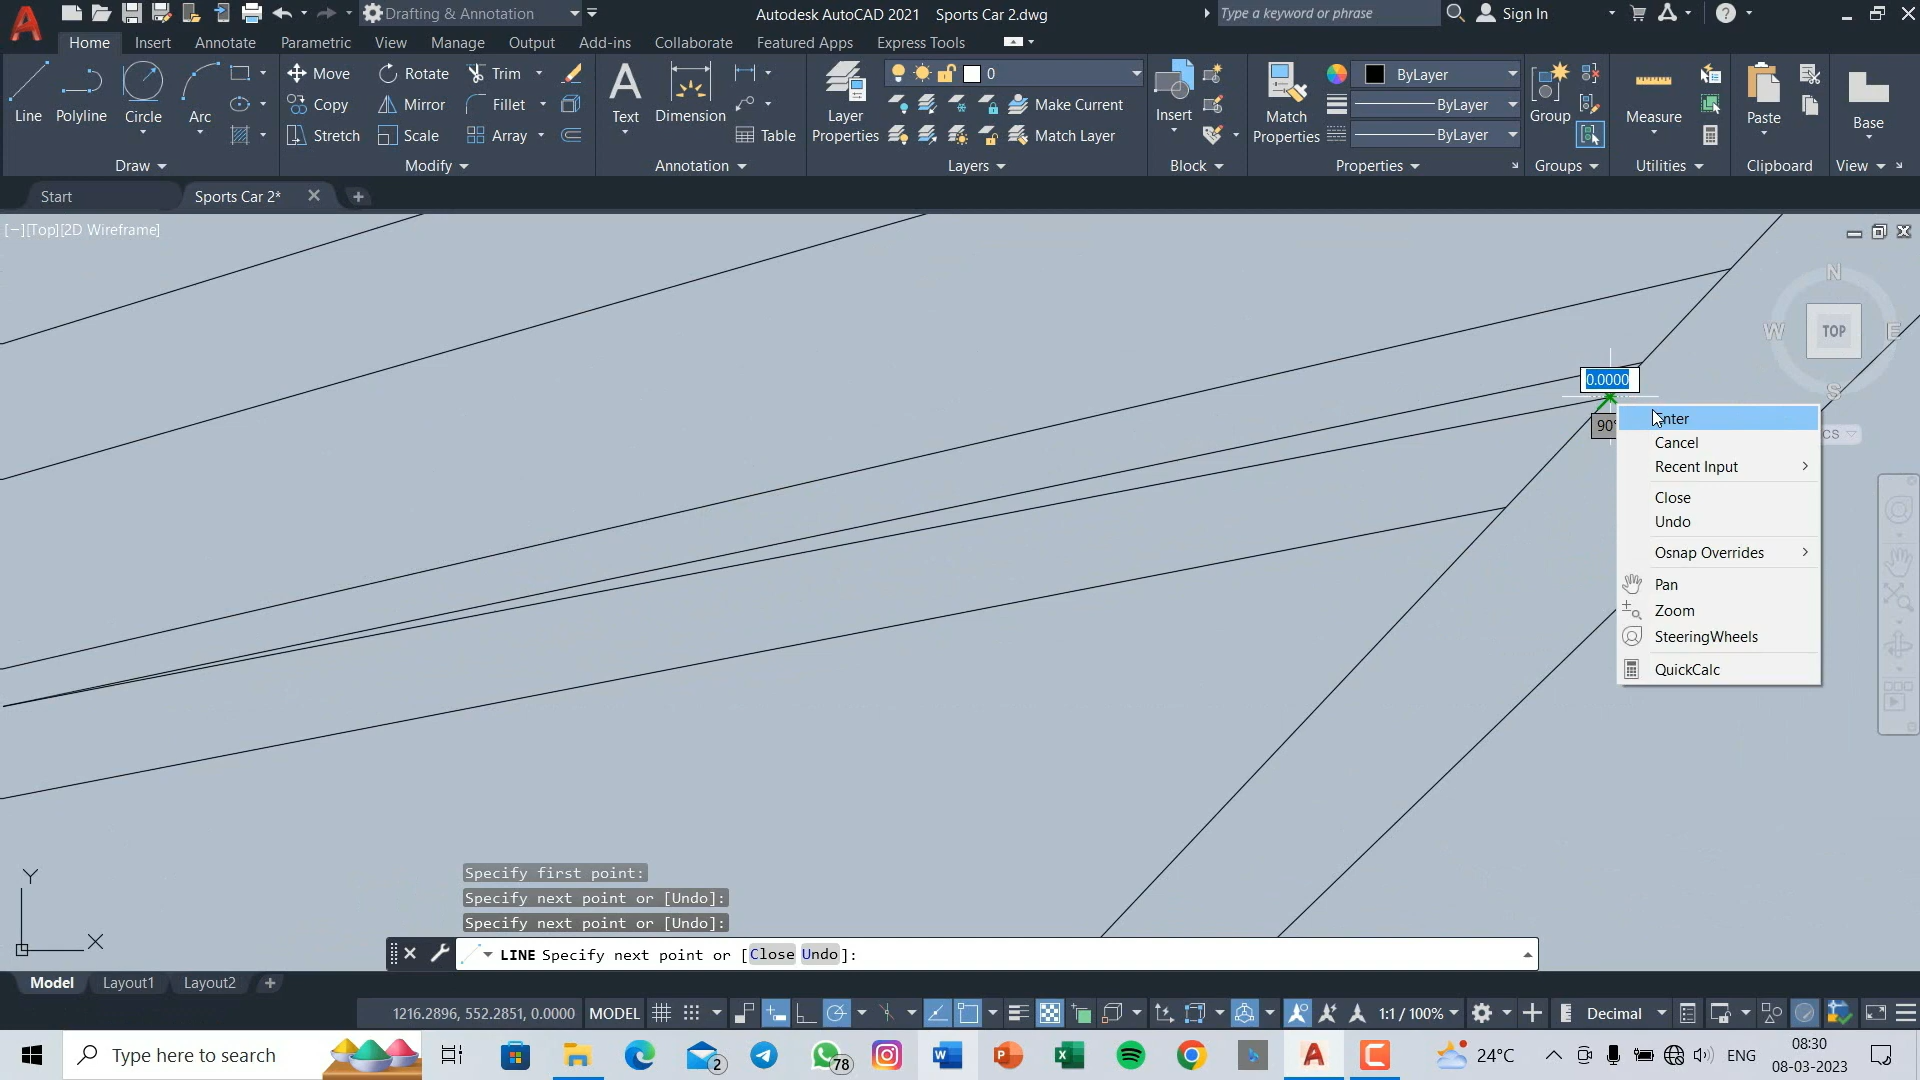 Drafting & Annotation
Autodesk AutoCAD 2021 Sports Car 2.dwg
Type a keyword or phrase
Sign In
Home Insert Annotate Parametric View Manage Output Add-ins Collaborate Featured Apps Express Tools
Line Polyline Circle Arc
Move Rotate Trim
Copy Mirror Fillet
Stretch Scale Array
Text Dimension
Table
Layer Properties
0
Make Current
Match Layer
Insert
Match Properties
ByLayer
ByLayer
ByLayer
Group
Measure
Paste
Base
Draw Modify Annotation Layers Block Properties Groups Utilities Clipboard View
Start Sports Car 2*
[−][Top][2D Wireframe]
N
W TOP E
S
CS
0.0000
90°
Enter
Cancel
Recent Input
Close
Undo
Osnap Overrides
Pan
Zoom
SteeringWheels
QuickCalc
Y
X
Specify first point:
Specify next point or [Undo]:
Specify next point or [Undo]:
LINE Specify next point or [Close Undo]:
Model Layout1 Layout2
1216.2896, 552.2851, 0.0000 MODEL 1:1 / 100% Decimal
Type here to search
2
78
24°C
ENG
08:30
08-03-2023